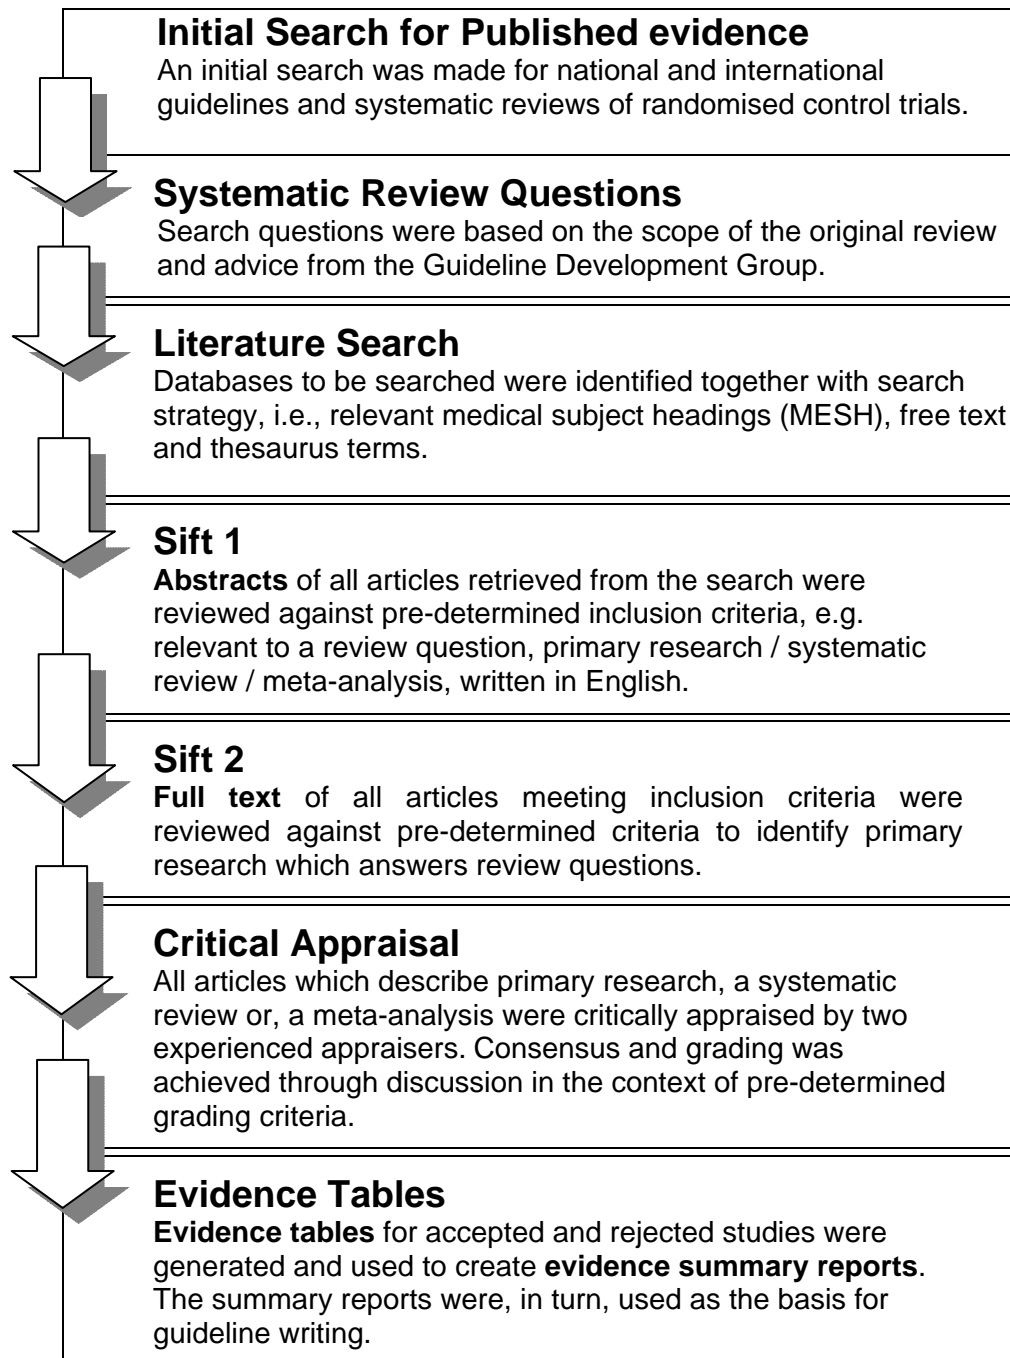 Initial Search for Published evidence
An initial search was made for national and international
guidelines and systematic reviews of randomised control trials.
Systematic Review Questions
Search questions were based on the scope of the original review
and advice from the Guideline Development Group.
Literature Search
Databases to be searched were identified together with search
strategy, i.e., relevant medical subject headings (MESH), free text
and thesaurus terms.
Sift 1
Abstracts of all articles retrieved from the search were
reviewed against pre-determined inclusion criteria, e.g.
relevant to a review question, primary research / systematic
review / meta-analysis, written in English.
Sift 2
Full text of all articles meeting inclusion criteria were
reviewed against pre-determined criteria to identify primary
research which answers review questions.
Critical Appraisal
All articles which describe primary research, a systematic
review or, a meta-analysis were critically appraised by two
experienced appraisers. Consensus and grading was
achieved through discussion in the context of pre-determined
grading criteria.
Evidence Tables
Evidence tables for accepted and rejected studies were
generated and used to create evidence summary reports.
The summary reports were, in turn, used as the basis for
guideline writing.